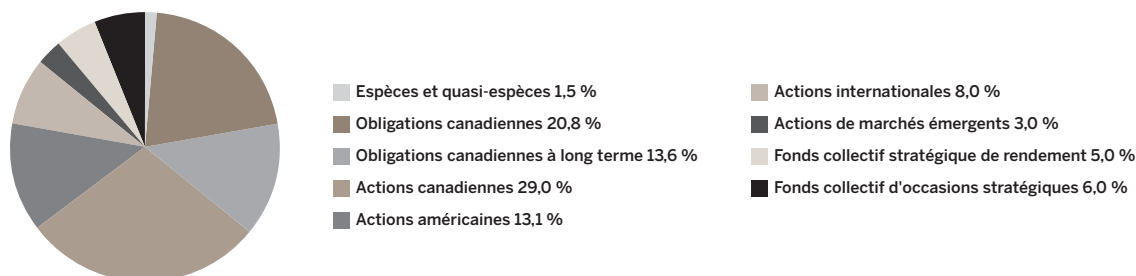 Espèces et quasi-espèces 1,5 %
Obligations canadiennes 20,8 %
Obligations canadiennes à long terme 13,6 %
Actions canadiennes 29,0 %
Actions américaines 13,1 %
Actions internationales 8,0 %
Actions de marchés émergents 3,0 %
Fonds collectif stratégique de rendement 5,0 %
Fonds collectif d'occasions stratégiques 6,0 %